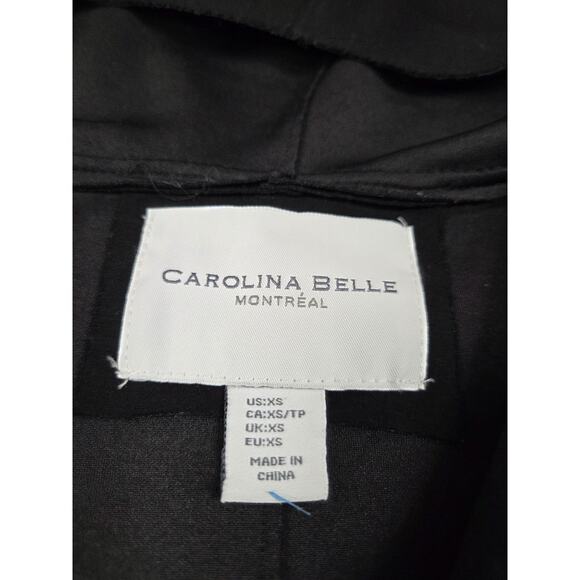 CAROLINA BELLE
MONTRÉAL
US:XS
CA:XS/TP
UK:XS
EU:XS
MADE IN
CHINA